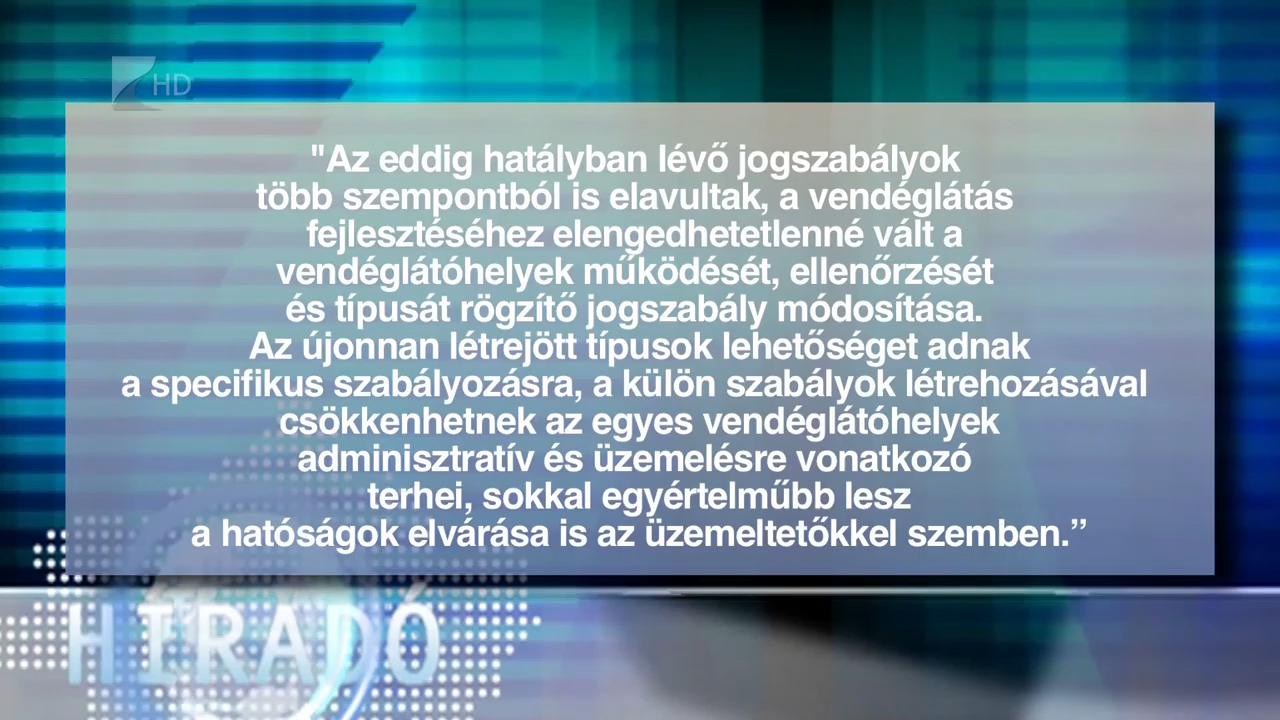 HD
"Az eddig hatályban lévő jogszabályok
több szempontból is elavultak, a vendéglátás
fejlesztéséhez elengedhetetlenné vált a
vendéglátóhelyek működését, ellenőrzését
és típusát rögzítő jogszabály módosítása.
Az újonnan létrejött típusok lehetőséget adnak
a specifikus szabályozásra, a külön szabályok létrehozásával
csökkenhetnek az egyes vendéglátóhelyek
adminisztratív és üzemelésre vonatkozó
terhei, sokkal egyértelműbb lesz
a hatóságok elvárása is az üzemeltetőkkel szemben.”
HÍRADÓ